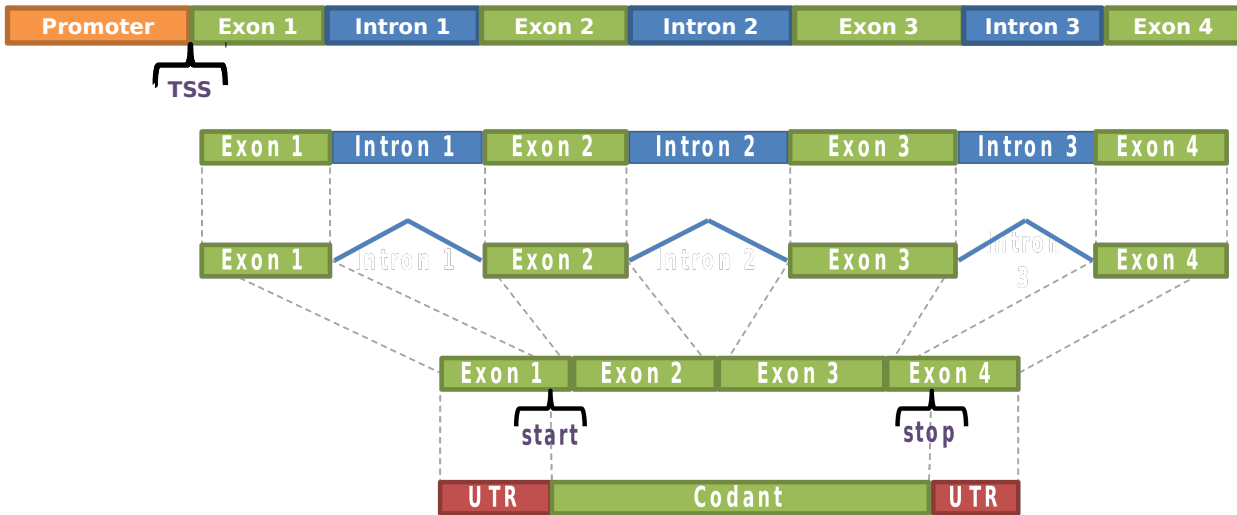 Promoter Exon 1 Intron 1 Exon 2 Intron 2 Exon 3 Intron 3 Exon 4
TSS
Exon 1 Intron 1 Exon 2 Intron 2 Exon 3 Intron 3 Exon 4
Exon 1 Intron 1 Exon 2 Intron 2 Exon 3 Intron 3 Exon 4
Exon 1 Exon 2 Exon 3 Exon 4
start stop
UTR Codant UTR